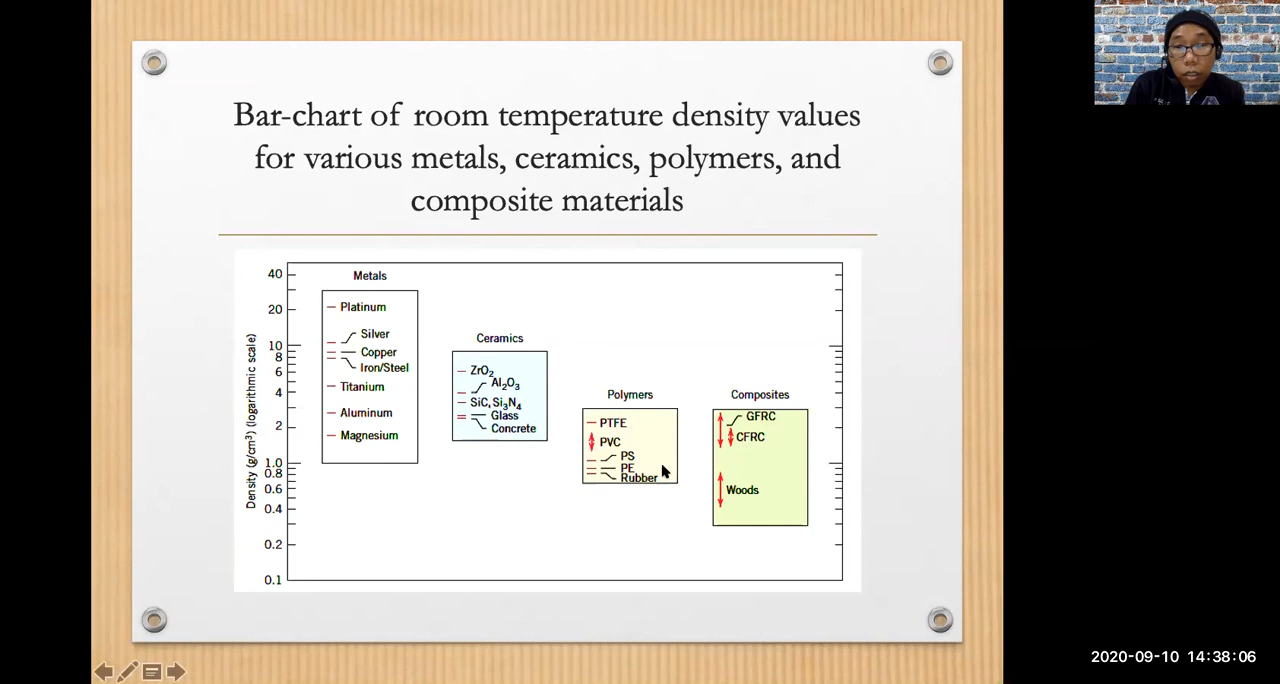 Bar-chart of room temperature density values
for various metals, ceramics, polymers, and
composite materials
Density (g/cm³) (logarithmic scale)
40
20
10
8
6
4
2
1.0
0.8
0.6
0.4
0.2
0.1
Metals
Platinum
Silver
Copper
Iron/Steel
Titanium
Aluminum
Magnesium
Ceramics
ZrO₂
Al₂O₃
SiC, Si₃N₄
Glass
Concrete
Polymers
PTFE
PVC
PS
PE
Rubber
Composites
GFRC
CFRC
Woods
2020-09-10 14:38:06